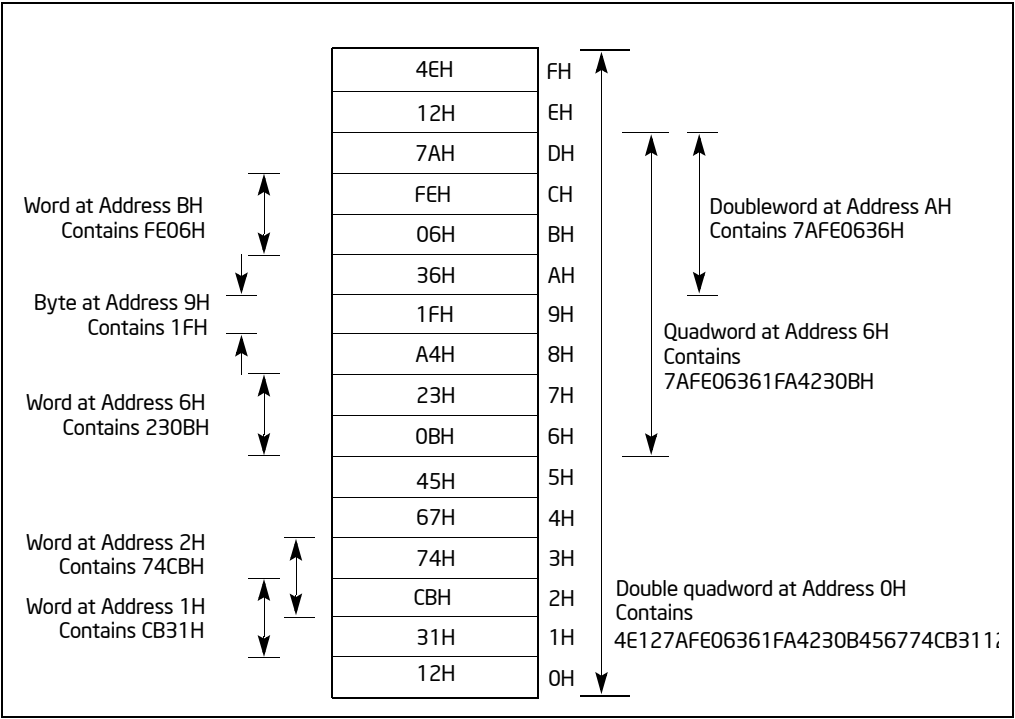 4EH FH
12H EH
7AH DH
FEH CH
06H BH
36H AH
1FH 9H
A4H 8H
23H 7H
0BH 6H
45H 5H
67H 4H
74H 3H
CBH 2H
31H 1H
12H 0H
Word at Address BH
Contains FE06H
Byte at Address 9H
Contains 1FH
Word at Address 6H
Contains 230BH
Word at Address 2H
Contains 74CBH
Word at Address 1H
Contains CB31H
Doubleword at Address AH
Contains 7AFE0636H
Quadword at Address 6H
Contains
7AFE06361FA4230BH
Double quadword at Address 0H
Contains
4E127AFE06361FA4230B456774CB3112